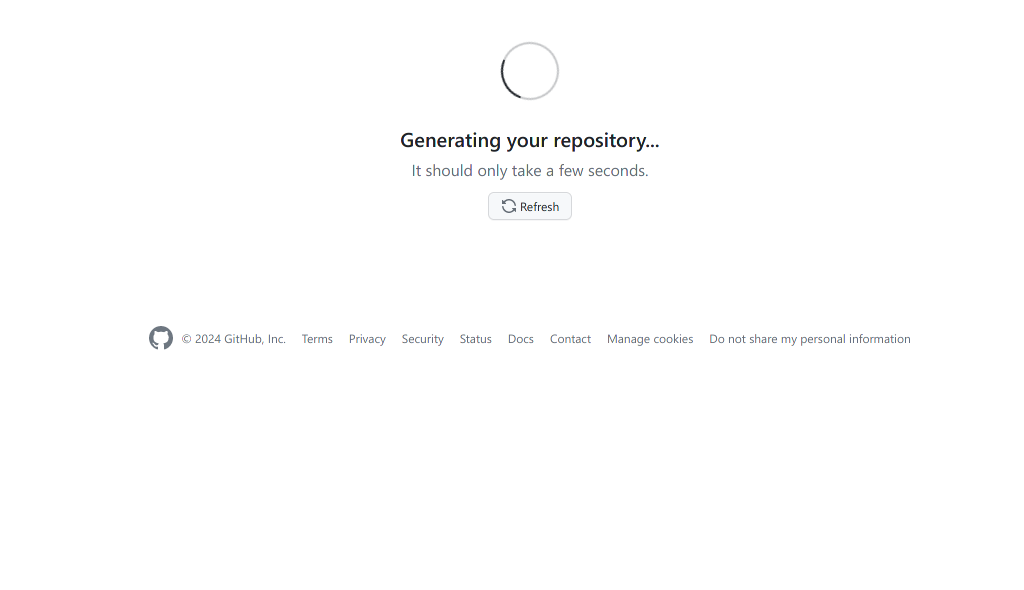 Generating your repository...
It should only take a few seconds.
Refresh
© 2024 GitHub, Inc. Terms Privacy Security Status Docs Contact Manage cookies Do not share my personal information